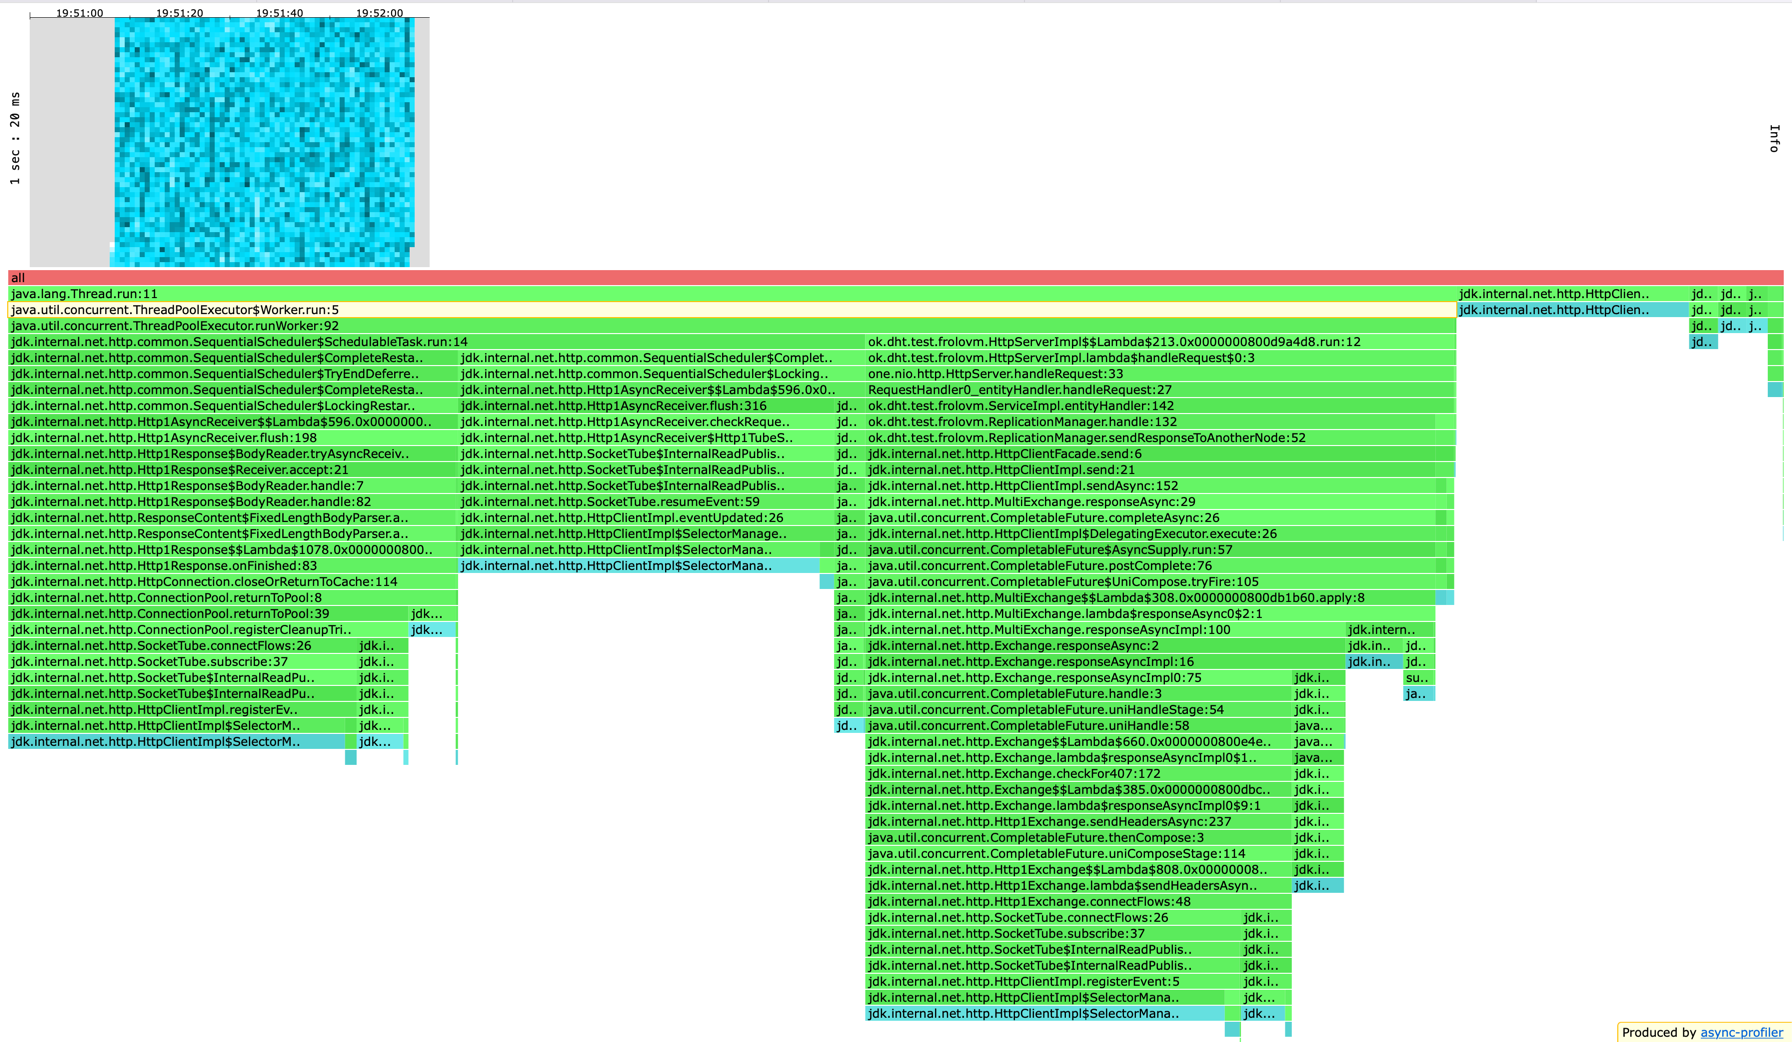 19:51:00 19:51:20 19:51:40 19:52:00
1 sec : 20 ms
Info
all
java.lang.Thread.run:11 jdk.internal.net.http.HttpClien.. jd.. jd.. j..
java.util.concurrent.ThreadPoolExecutor$Worker.run:5 jdk.internal.net.http.HttpClien.. jd.. jd.. j..
java.util.concurrent.ThreadPoolExecutor.runWorker:92 jd.. jd.. j..
jdk.internal.net.http.common.SequentialScheduler$SchedulableTask.run:14 ok.dht.test.frolovm.HttpServerImpl$$Lambda$213.0x0000000800d9a4d8.run:12 jd..
jdk.internal.net.http.common.SequentialScheduler$CompleteResta.. jdk.internal.net.http.common.SequentialScheduler$Complet.. ok.dht.test.frolovm.HttpServerImpl.lambda$handleRequest$0:3
jdk.internal.net.http.common.SequentialScheduler$TryEndDeferre.. jdk.internal.net.http.common.SequentialScheduler$Locking.. one.nio.http.HttpServer.handleRequest:33
jdk.internal.net.http.common.SequentialScheduler$CompleteResta.. jdk.internal.net.http.Http1AsyncReceiver$$Lambda$596.0x0.. RequestHandler0_entityHandler.handleRequest:27
jdk.internal.net.http.common.SequentialScheduler$LockingRestar.. jdk.internal.net.http.Http1AsyncReceiver.flush:316 jd.. ok.dht.test.frolovm.ServiceImpl.entityHandler:142
jdk.internal.net.http.Http1AsyncReceiver$$Lambda$596.0x0000000.. jdk.internal.net.http.Http1AsyncReceiver.checkReque.. jd.. ok.dht.test.frolovm.ReplicationManager.handle:132
jdk.internal.net.http.Http1AsyncReceiver.flush:198 jdk.internal.net.http.Http1AsyncReceiver$Http1TubeS.. jd.. ok.dht.test.frolovm.ReplicationManager.sendResponseToAnotherNode:52
jdk.internal.net.http.Http1Response$BodyReader.tryAsyncReceiv.. jdk.internal.net.http.SocketTube$InternalReadPublis.. jd.. jdk.internal.net.http.HttpClientFacade.send:6
jdk.internal.net.http.Http1Response$Receiver.accept:21 jdk.internal.net.http.SocketTube$InternalReadPublis.. jd.. jdk.internal.net.http.HttpClientImpl.send:21
jdk.internal.net.http.Http1Response$BodyReader.handle:7 jdk.internal.net.http.SocketTube$InternalReadPublis.. ja.. jdk.internal.net.http.HttpClientImpl.sendAsync:152
jdk.internal.net.http.Http1Response$BodyReader.handle:82 jdk.internal.net.http.SocketTube.resumeEvent:59 ja.. jdk.internal.net.http.MultiExchange.responseAsync:29
jdk.internal.net.http.ResponseContent$FixedLengthBodyParser.a.. jdk.internal.net.http.HttpClientImpl.eventUpdated:26 ja.. java.util.concurrent.CompletableFuture.completeAsync:26
jdk.internal.net.http.ResponseContent$FixedLengthBodyParser.a.. jdk.internal.net.http.HttpClientImpl$SelectorManage.. ja.. jdk.internal.net.http.HttpClientImpl$DelegatingExecutor.execute:26
jdk.internal.net.http.Http1Response$$Lambda$1078.0x0000000800.. jdk.internal.net.http.HttpClientImpl$SelectorMana.. jd.. java.util.concurrent.CompletableFuture$AsyncSupply.run:57
jdk.internal.net.http.Http1Response.onFinished:83 jdk.internal.net.http.HttpClientImpl$SelectorMana.. ja.. java.util.concurrent.CompletableFuture.postComplete:76
jdk.internal.net.http.HttpConnection.closeOrReturnToCache:114 ja.. java.util.concurrent.CompletableFuture$UniCompose.tryFire:105
jdk.internal.net.http.ConnectionPool.returnToPool:8 ja.. jdk.internal.net.http.MultiExchange$$Lambda$308.0x0000000800db1b60.apply:8
jdk.internal.net.http.ConnectionPool.returnToPool:39 jdk... ja.. jdk.internal.net.http.MultiExchange.lambda$responseAsync0$2:1
jdk.internal.net.http.ConnectionPool.registerCleanupTri.. jdk... ja.. jdk.internal.net.http.MultiExchange.responseAsyncImpl:100 jdk.intern..
jdk.internal.net.http.SocketTube.connectFlows:26 jdk.i.. ja.. jdk.internal.net.http.Exchange.responseAsync:2 jdk.in.. jd..
jdk.internal.net.http.SocketTube.subscribe:37 jdk.i.. jd.. jdk.internal.net.http.Exchange.responseAsyncImpl:16 jdk.in.. jd..
jdk.internal.net.http.SocketTube$InternalReadPu.. jdk.i.. jd.. jdk.internal.net.http.Exchange.responseAsyncImpl0:75 jdk.i.. su..
jdk.internal.net.http.SocketTube$InternalReadPu.. jdk.i.. jd.. java.util.concurrent.CompletableFuture.handle:3 jdk.i.. ja..
jdk.internal.net.http.HttpClientImpl.registerEv.. jdk.i.. jd.. java.util.concurrent.CompletableFuture.uniHandleStage:54 jdk.i..
jdk.internal.net.http.HttpClientImpl$SelectorM.. jdk... jd.. java.util.concurrent.CompletableFuture.uniHandle:58 java...
jdk.internal.net.http.HttpClientImpl$SelectorM.. jdk... jdk.internal.net.http.Exchange$$Lambda$660.0x0000000800e4e.. java...
jdk.internal.net.http.Exchange.lambda$responseAsyncImpl0$1.. java...
jdk.internal.net.http.Exchange.checkFor407:172 jdk.i..
jdk.internal.net.http.Exchange$$Lambda$385.0x0000000800dbc.. jdk.i..
jdk.internal.net.http.Exchange.lambda$responseAsyncImpl0$9:1 jdk.i..
jdk.internal.net.http.Http1Exchange.sendHeadersAsync:237 jdk.i..
java.util.concurrent.CompletableFuture.thenCompose:3 jdk.i..
java.util.concurrent.CompletableFuture.uniComposeStage:114 jdk.i..
jdk.internal.net.http.Http1Exchange$$Lambda$808.0x00000008.. jdk.i..
jdk.internal.net.http.Http1Exchange.lambda$sendHeadersAsyn.. jdk.i..
jdk.internal.net.http.Http1Exchange.connectFlows:48
jdk.internal.net.http.SocketTube.connectFlows:26 jdk.i..
jdk.internal.net.http.SocketTube.subscribe:37 jdk.i..
jdk.internal.net.http.SocketTube$InternalReadPublis.. jdk.i..
jdk.internal.net.http.SocketTube$InternalReadPublis.. jdk.i..
jdk.internal.net.http.HttpClientImpl.registerEvent:5 jdk.i..
jdk.internal.net.http.HttpClientImpl$SelectorMana.. jdk...
jdk.internal.net.http.HttpClientImpl$SelectorMana.. jdk...
Produced by async-profiler